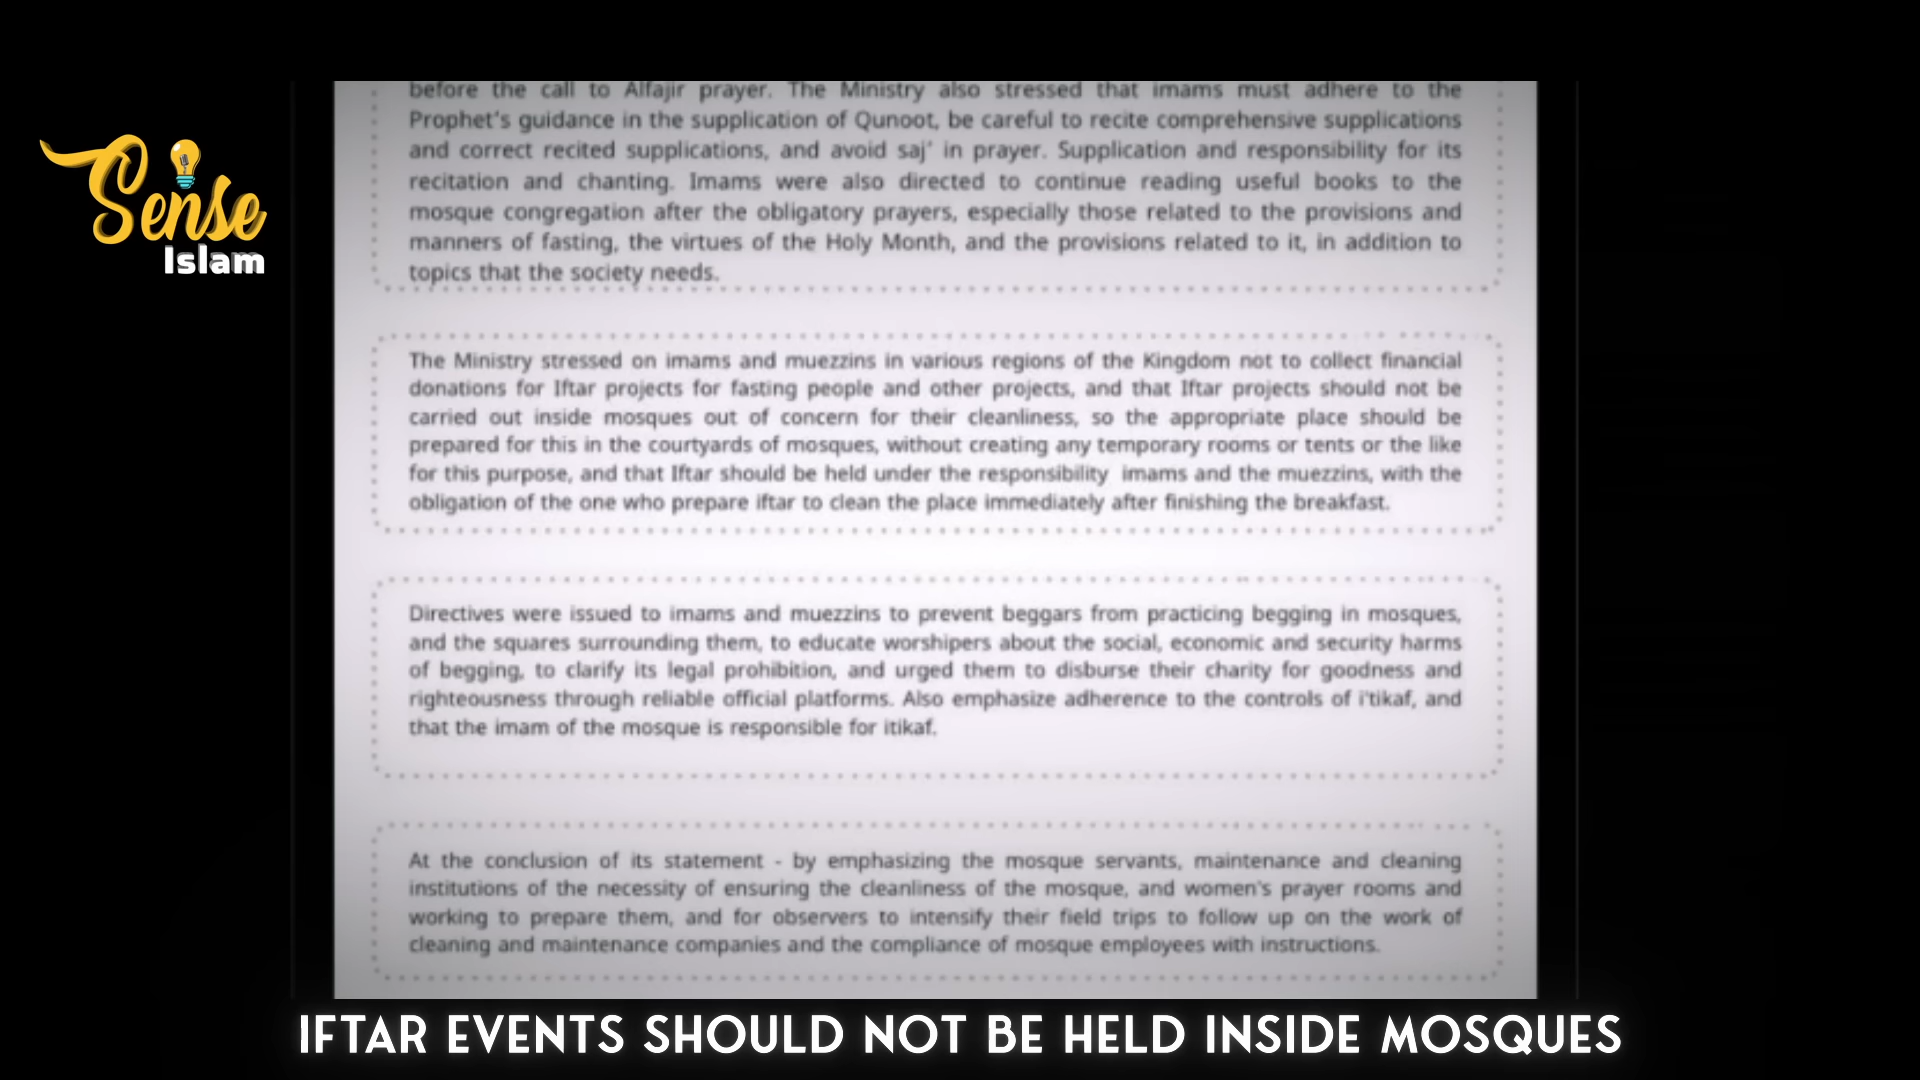 Sense
Islam
before the call to Alfajir prayer. The Ministry also stressed that imams must adhere to the
Prophet's guidance in the supplication of Qunoot, be careful to recite comprehensive supplications
and correct recited supplications, and avoid saj' in prayer. Supplication and responsibility for its
recitation and chanting. Imams were also directed to continue reading useful books to the
mosque congregation after the obligatory prayers, especially those related to the provisions and
manners of fasting, the virtues of the Holy Month, and the provisions related to it, in addition to
topics that the society needs.
The Ministry stressed on imams and muezzins in various regions of the Kingdom not to collect financial
donations for Iftar projects for fasting people and other projects, and that Iftar projects should not be
carried out inside mosques out of concern for their cleanliness, so the appropriate place should be
prepared for this in the courtyards of mosques, without creating any temporary rooms or tents or the like
for this purpose, and that Iftar should be held under the responsibility imams and the muezzins, with the
obligation of the one who prepare iftar to clean the place immediately after finishing the breakfast.
Directives were issued to imams and muezzins to prevent beggars from practicing begging in mosques,
and the squares surrounding them, to educate worshipers about the social, economic and security harms
of begging, to clarify its legal prohibition, and urged them to disburse their charity for goodness and
righteousness through reliable official platforms. Also emphasize adherence to the controls of i'tikaf, and
that the imam of the mosque is responsible for itikaf.
At the conclusion of its statement - by emphasizing the mosque servants, maintenance and cleaning
institutions of the necessity of ensuring the cleanliness of the mosque, and women's prayer rooms and
working to prepare them, and for observers to intensify their field trips to follow up on the work of
cleaning and maintenance companies and the compliance of mosque employees with instructions.
IFTAR EVENTS SHOULD NOT BE HELD INSIDE MOSQUES